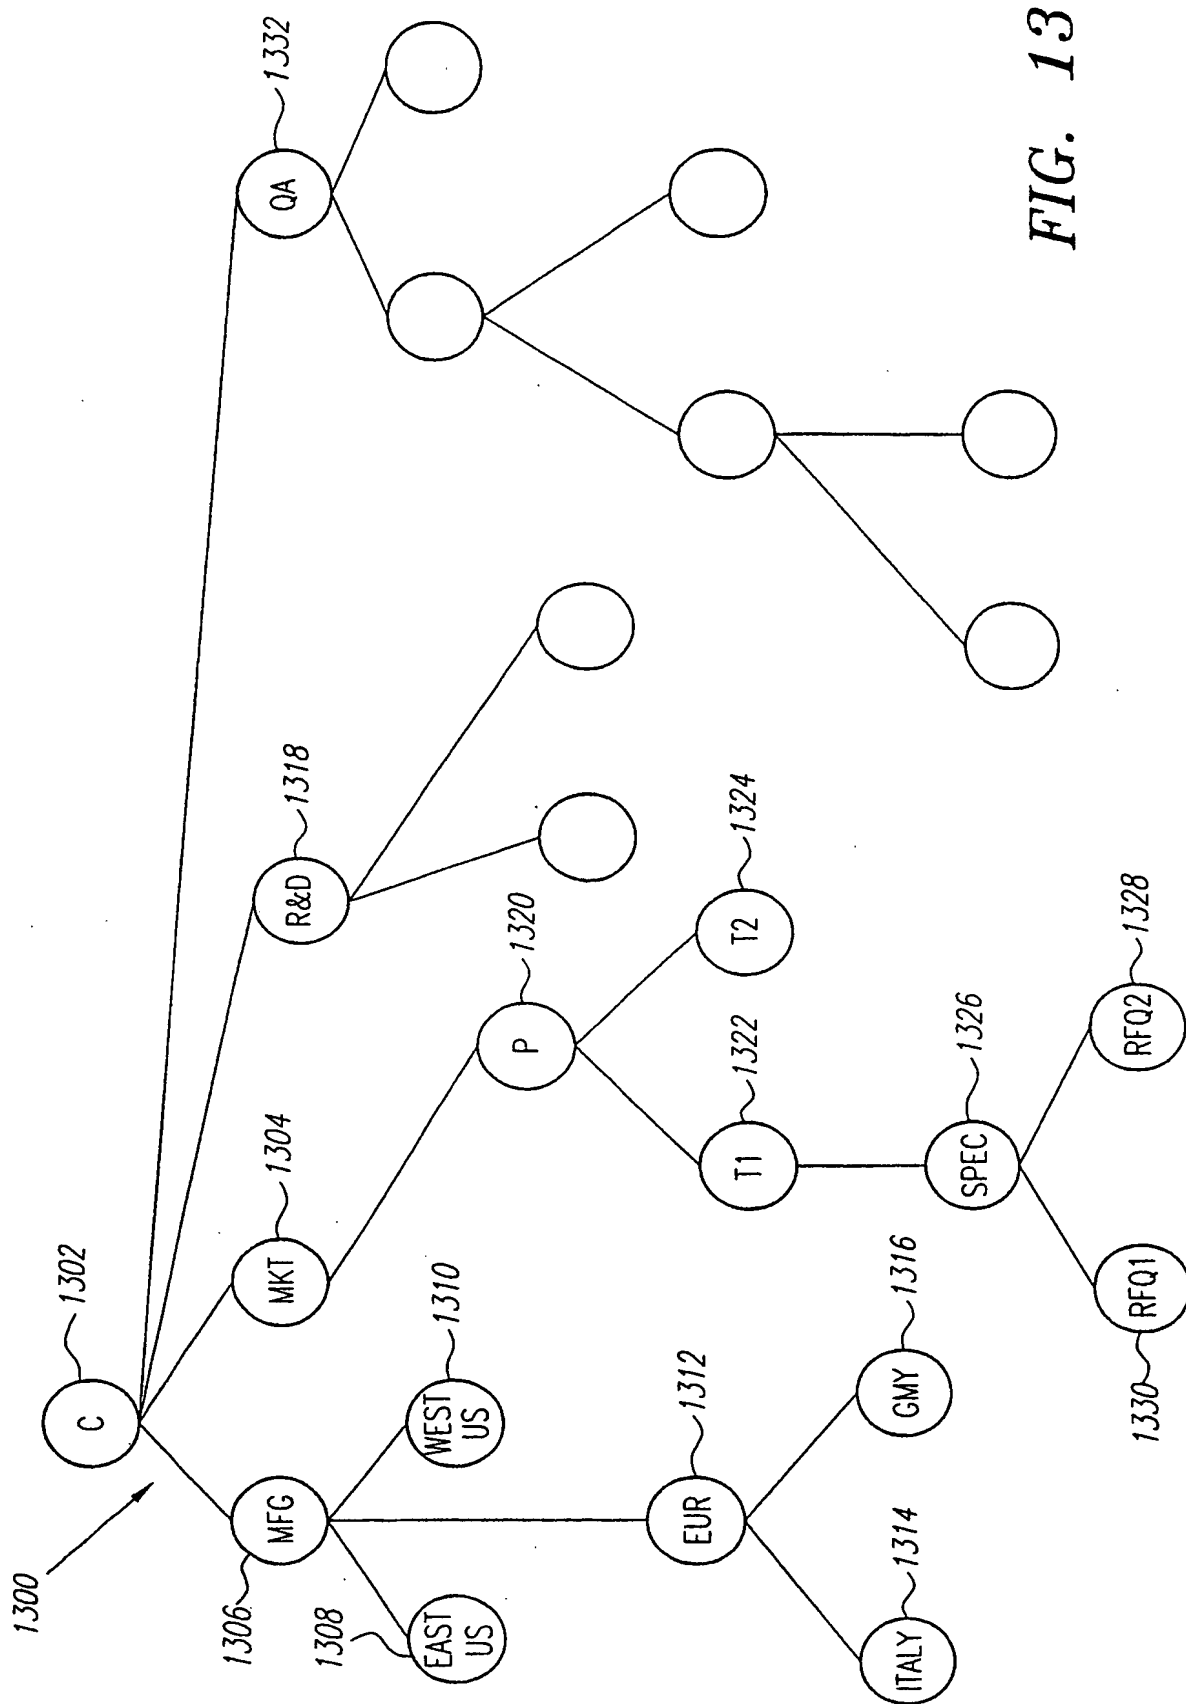 1300
C
1302
MFG
1306
MKT
1304
R&D
1318
QA
1332
EAST
US
1308
WEST
US
1310
P
1320
EUR
1312
T1
1322
T2
1324
ITALY
1314
GMY
1316
SPEC
1326
RFQ1
1330
RFQ2
1328
FIG. 13